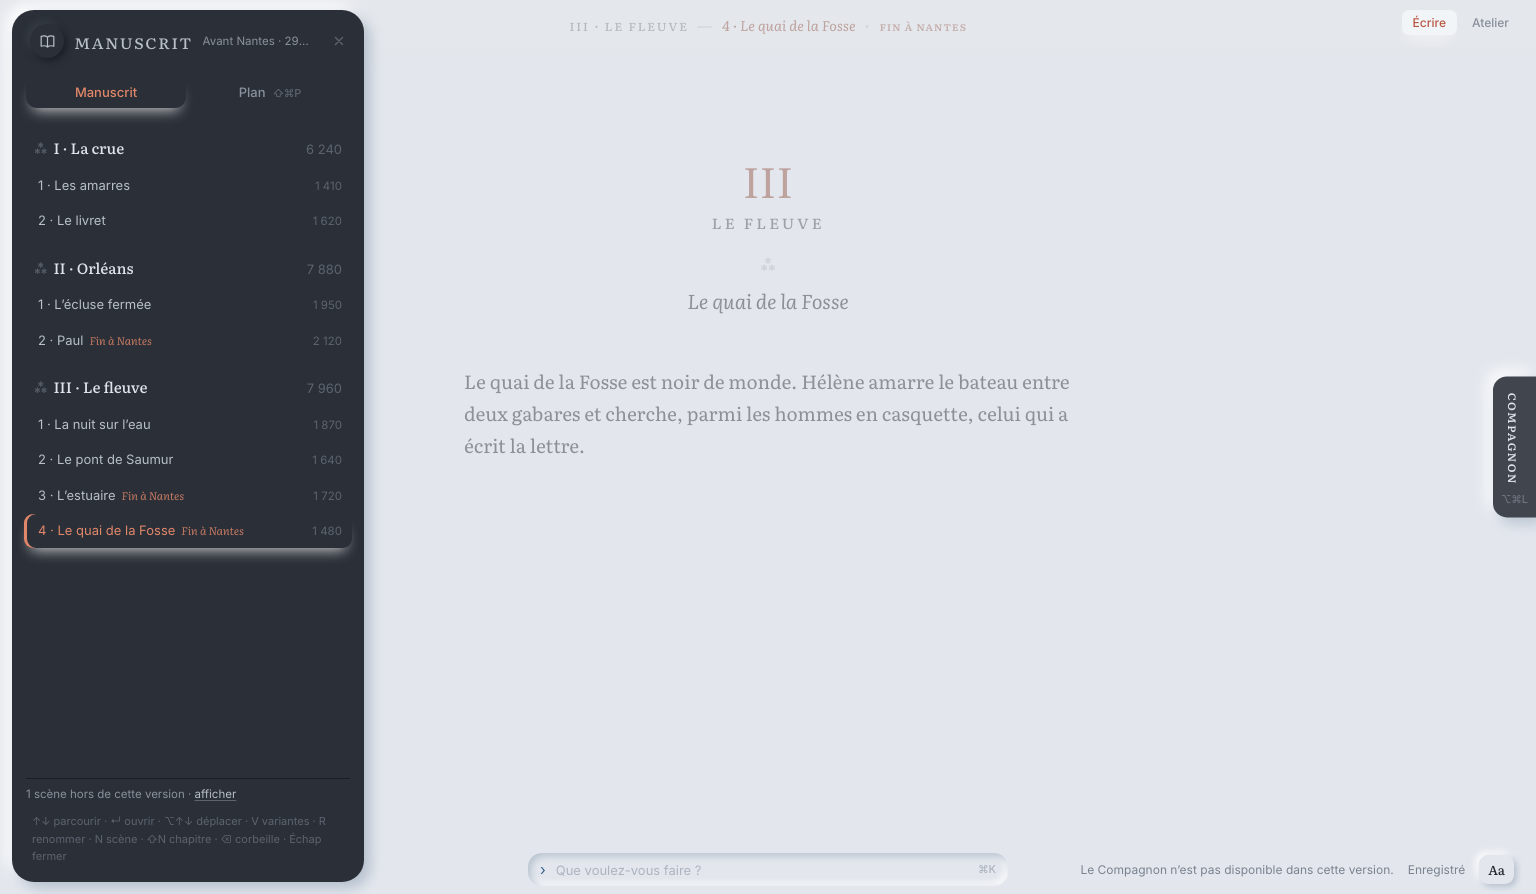 MANUSCRIT Avant Nantes · 29…
Manuscrit Plan ⇧⌘P
I · La crue 6 240
1 · Les amarres 1 410
2 · Le livret 1 620
II · Orléans 7 880
1 · L’écluse fermée 1 950
2 · Paul Fin à Nantes 2 120
III · Le fleuve 7 960
1 · La nuit sur l’eau 1 870
2 · Le pont de Saumur 1 640
3 · L’estuaire Fin à Nantes 1 720
4 · Le quai de la Fosse Fin à Nantes 1 480
1 scène hors de cette version · afficher
↑↓ parcourir · ↵ ouvrir · ⌥↑↓ déplacer · V variantes · R
renommer · N scène · ⇧N chapitre · ⌫ corbeille · Échap
fermer
III · LE FLEUVE — 4 · Le quai de la Fosse · FIN À NANTES
Écrire Atelier
III
LE FLEUVE
Le quai de la Fosse
Le quai de la Fosse est noir de monde. Hélène amarre le bateau entre
deux gabares et cherche, parmi les hommes en casquette, celui qui a
écrit la lettre.
COMPAGNON
⌥⌘L
› Que voulez-vous faire ? ⌘K
Le Compagnon n’est pas disponible dans cette version. Enregistré Aa